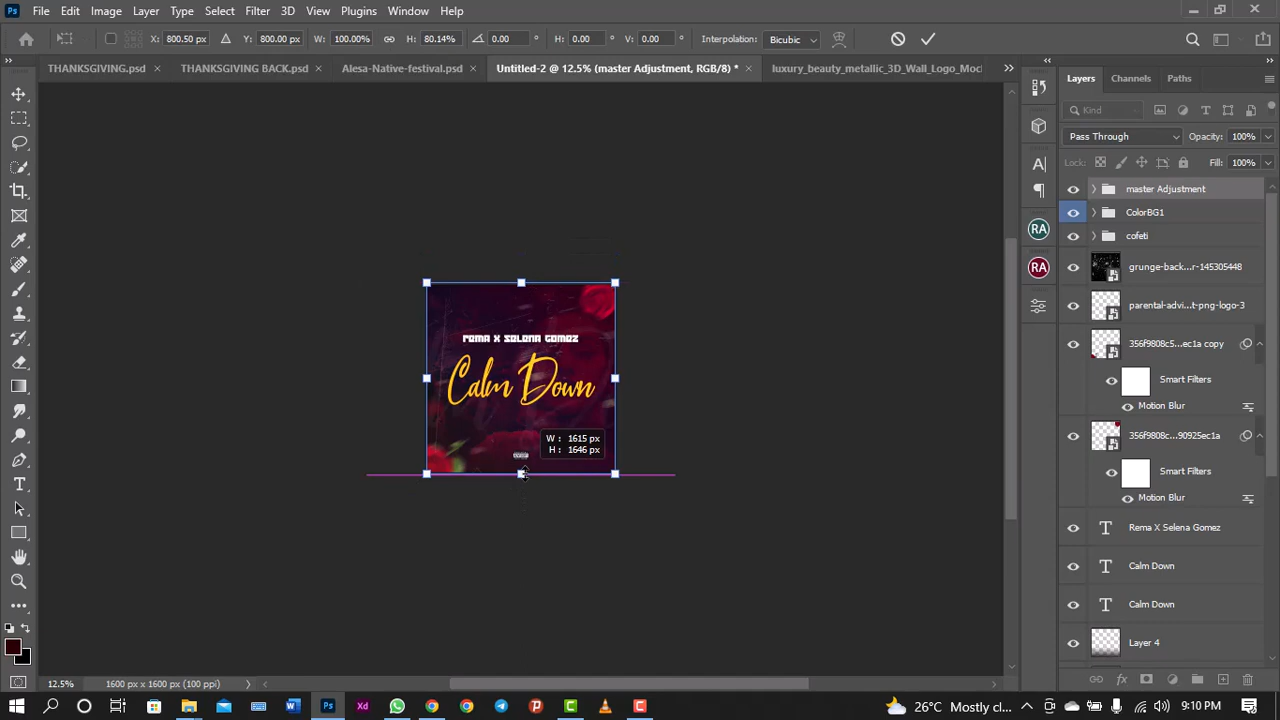 Ps File Edit Image Layer Type Select Filter 3D View Plugins Window Help
X: 800.50 px Y: 800.00 px W: 100.00% H: 80.14% 0.00 ° H: 0.00 ° V: 0.00 ° Interpolation: Bicubic
THANKSGIVING.psd × THANKSGIVING BACK.psd × Alesa-Native-festival.psd × Untitled-2 @ 12.5% (master Adjustment, RGB/8) * × luxury_beauty_metallic_3D_Wall_Logo_Moc
Layers Channels Paths
Kind
Pass Through Opacity: 100%
Lock: Fill: 100%
master Adjustment
ColorBG1
cofeti
grunge-back...r-145305448
parental-advi...t-png-logo-3
356f9808c5...ec1a copy
Smart Filters
Motion Blur
356f9808c...90925ec1a
Smart Filters
Motion Blur
Rema X Selena Gomez
Calm Down
Calm Down
Layer 4
RA
RA
REMA X SELENA GOMEZ
Calm Down
W : 1615 px
H : 1646 px
12.5% 1600 px x 1600 px (100 ppi)
Ps Xd 26°C Mostly cl... 9:10 PM